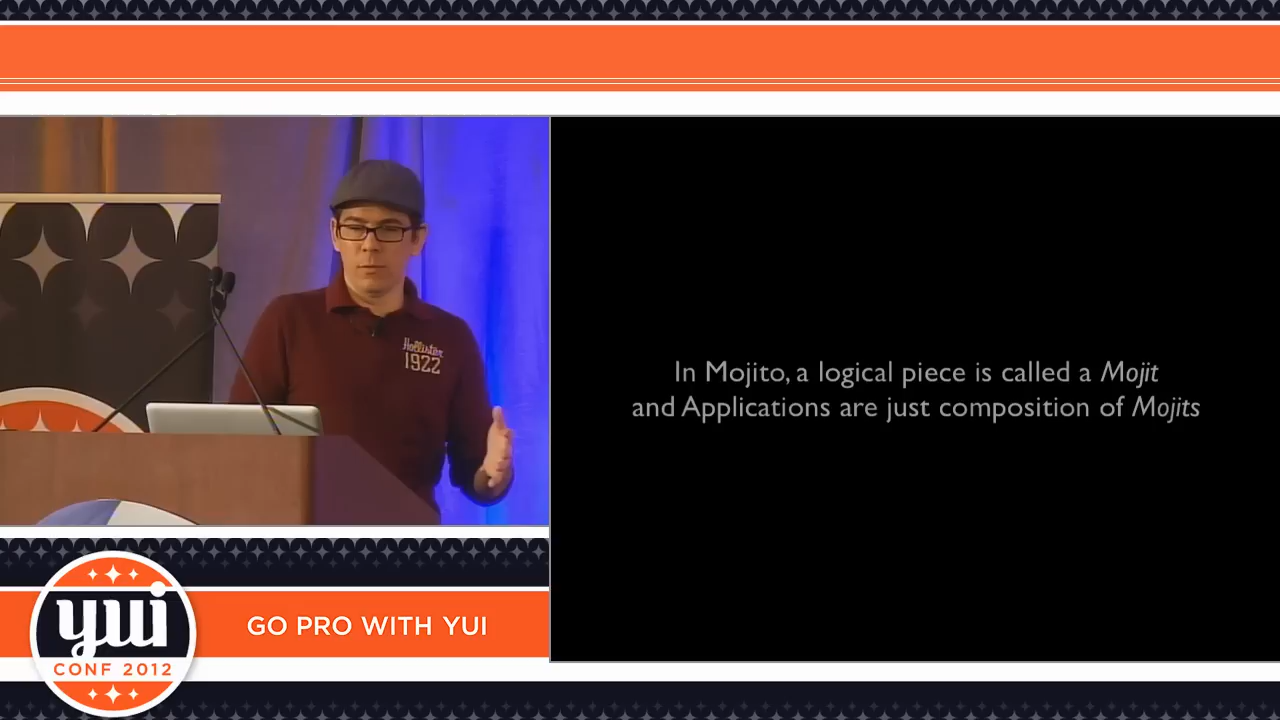 Hollister
1922
In Mojito, a logical piece is called a Mojit
and Applications are just composition of Mojits
yui
CONF 2012
GO PRO WITH YUI